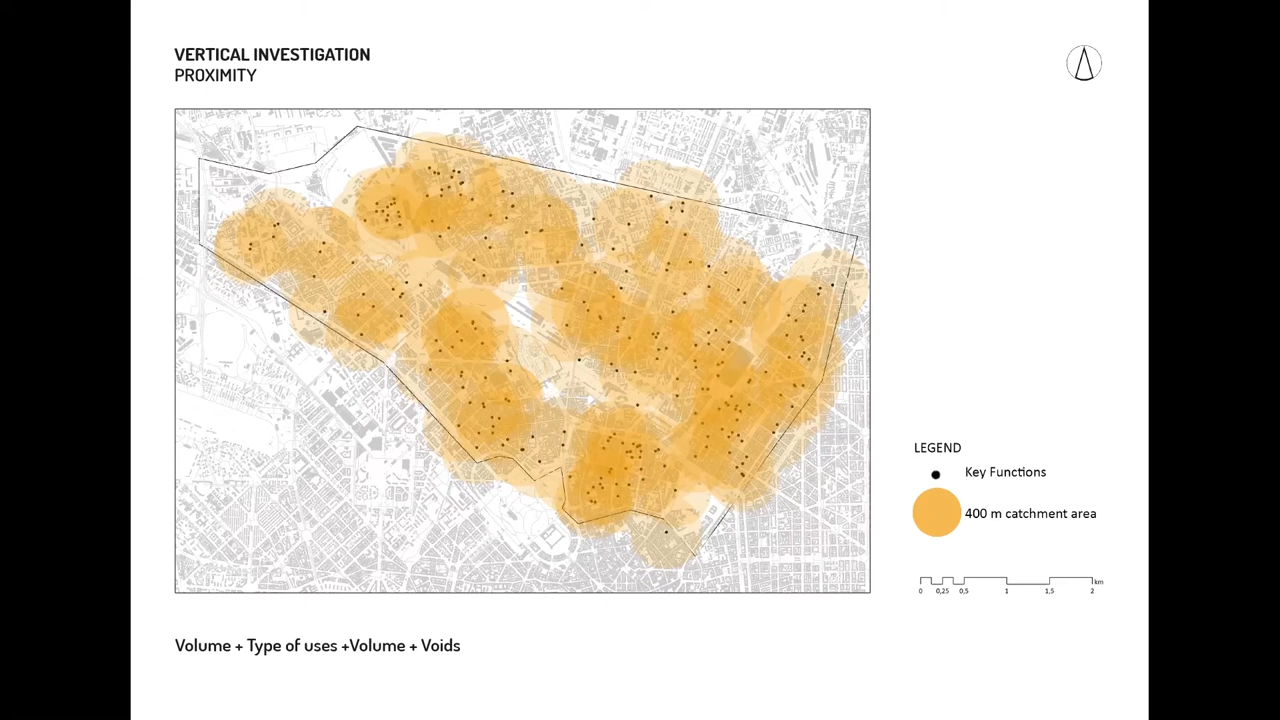 VERTICAL INVESTIGATION
PROXIMITY
LEGEND
Key Functions
400 m catchment area
km
0 0,25 0,5 1 1,5 2
Volume + Type of uses +Volume + Voids